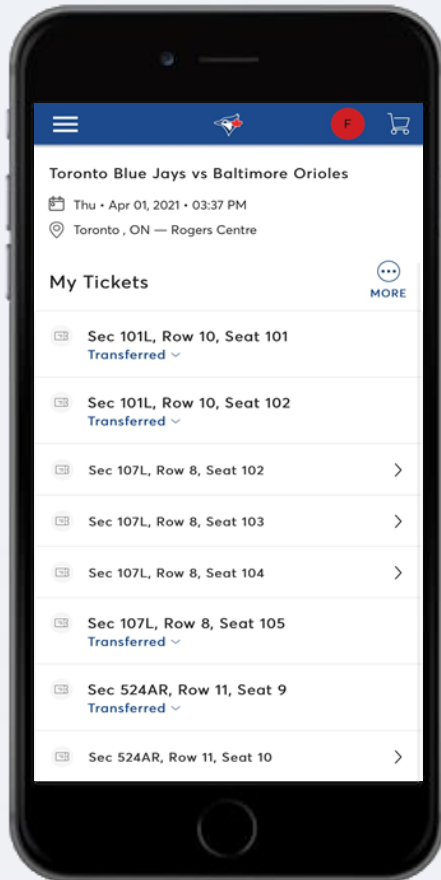 F
Toronto Blue Jays vs Baltimore Orioles
Thu • Apr 01, 2021 • 03:37 PM
Toronto , ON — Rogers Centre
My Tickets
MORE
Sec 101L, Row 10, Seat 101
Transferred
Sec 101L, Row 10, Seat 102
Transferred
Sec 107L, Row 8, Seat 102
Sec 107L, Row 8, Seat 103
Sec 107L, Row 8, Seat 104
Sec 107L, Row 8, Seat 105
Transferred
Sec 524AR, Row 11, Seat 9
Transferred
Sec 524AR, Row 11, Seat 10